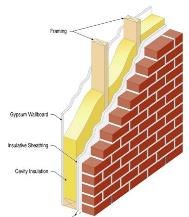 Framing
Gypsum Wallboard
Insulative Sheathing
Cavity Insulation